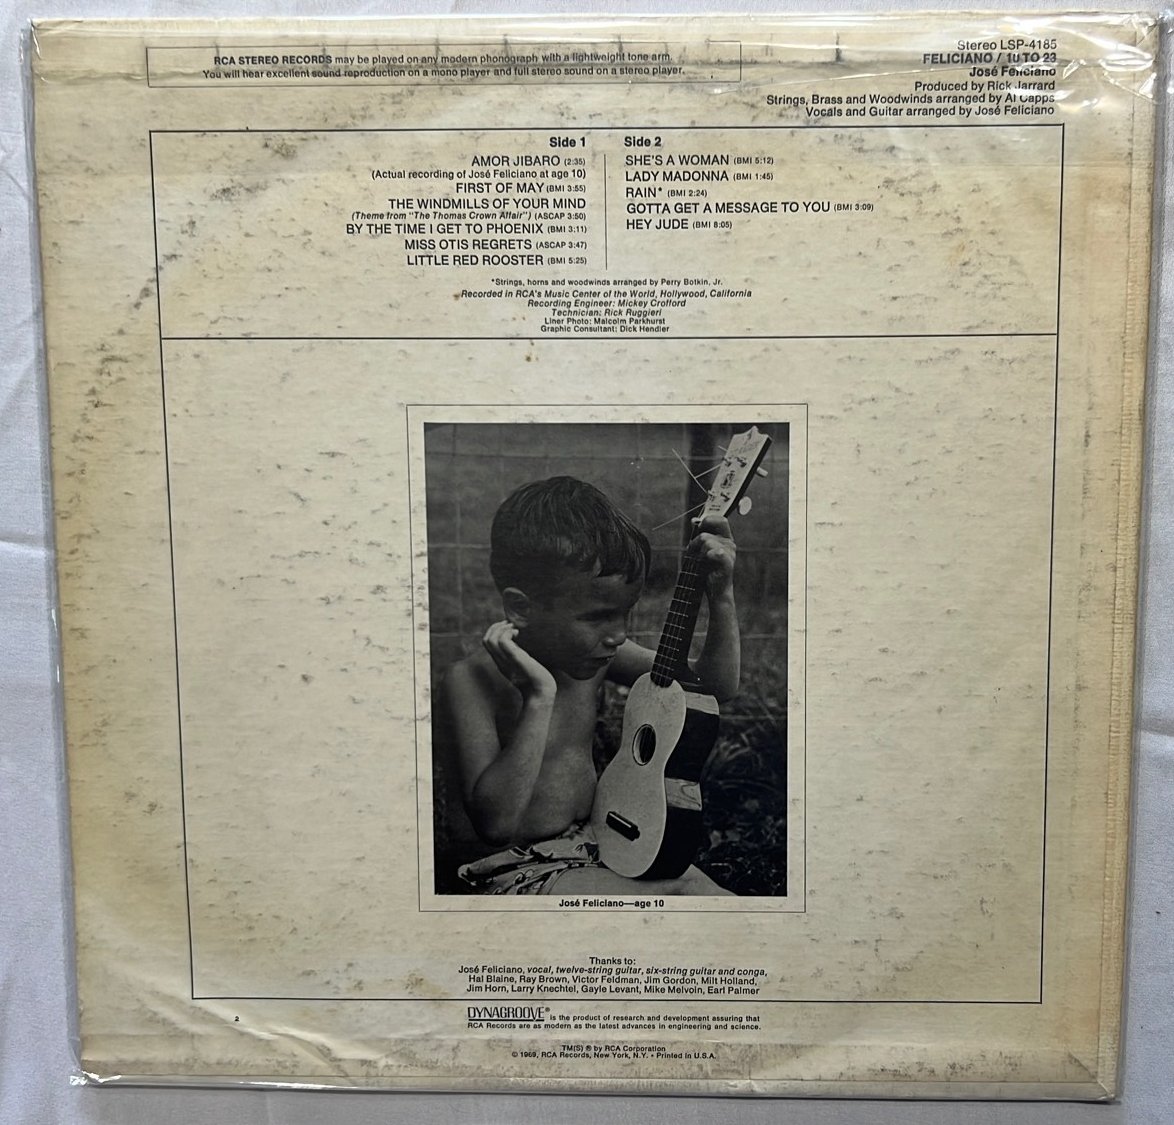 RCA STEREO RECORDS may be played on any modern phonograph with a lightweight tone arm.
You will hear excellent sound reproduction on a mono player and full stereo sound on a stereo player.
Stereo LSP-4185
FELICIANO / 10 TO 23
José Feliciano
Produced by Rick Jarrard
Strings, Brass and Woodwinds arranged by Al Capps
Vocals and Guitar arranged by José Feliciano
Side 1
AMOR JIBARO (2:35)
(Actual recording of José Feliciano at age 10)
FIRST OF MAY (BMI 3:55)
THE WINDMILLS OF YOUR MIND
(Theme from "The Thomas Crown Affair") (ASCAP 3:50)
BY THE TIME I GET TO PHOENIX (BMI 3:11)
MISS OTIS REGRETS (ASCAP 3:47)
LITTLE RED ROOSTER (BMI 5:25)
Side 2
SHE'S A WOMAN (BMI 5:12)
LADY MADONNA (BMI 1:45)
RAIN* (BMI 2:24)
GOTTA GET A MESSAGE TO YOU (BMI 3:09)
HEY JUDE (BMI 8:05)
*Strings, horns and woodwinds arranged by Perry Botkin, Jr.
Recorded in RCA's Music Center of the World, Hollywood, California
Recording Engineer: Mickey Crofford
Technician: Rick Ruggieri
Liner Photo: Malcolm Parkhurst
Graphic Consultant: Dick Hendler
José Feliciano—age 10
Thanks to:
José Feliciano, vocal, twelve-string guitar, six-string guitar and conga,
Hal Blaine, Ray Brown, Victor Feldman, Jim Gordon, Milt Holland,
Jim Horn, Larry Knechtel, Gayle Levant, Mike Melvoin, Earl Palmer
DYNAGROOVE® is the product of research and development assuring that
RCA Records are as modern as the latest advances in engineering and science.
2
TM(S) ® by RCA Corporation
© 1969, RCA Records, New York, N.Y. • Printed in U.S.A.